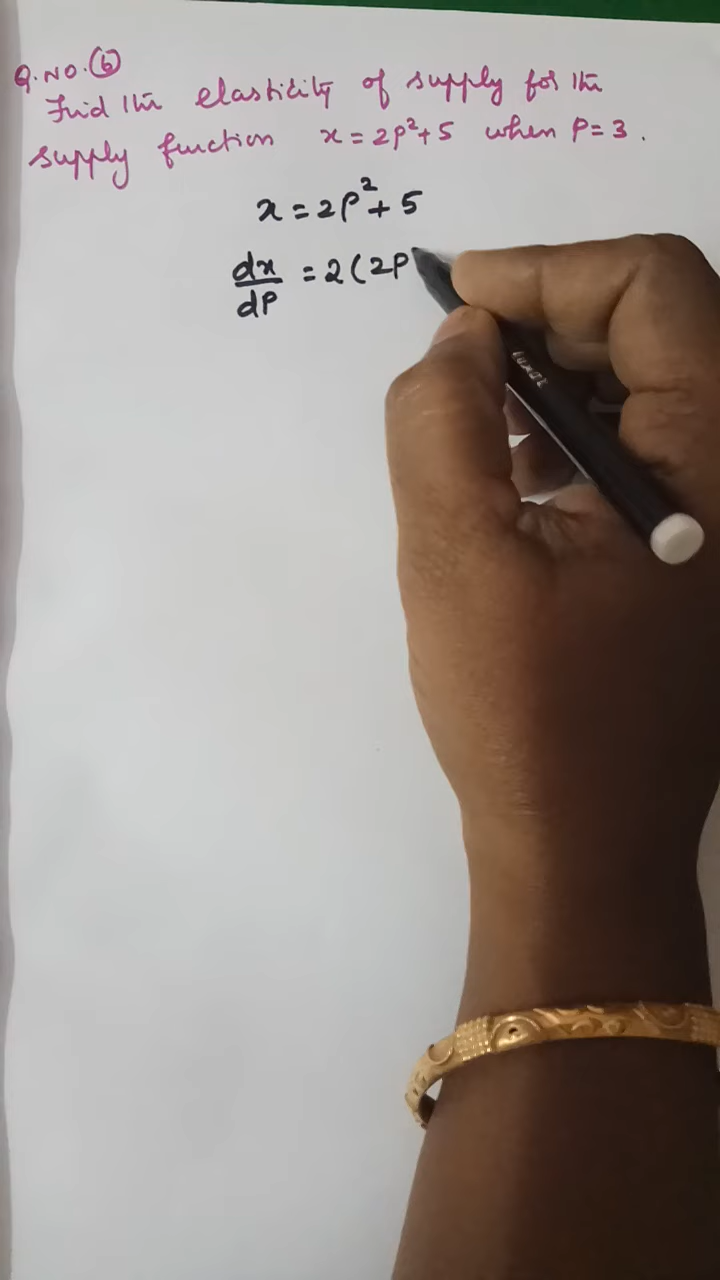 Q.NO.(6)
Find the elasticity of supply for the
supply function x = 2p²+5 when P = 3.
x = 2p²+ 5
dx/dP = 2(2P
luxor